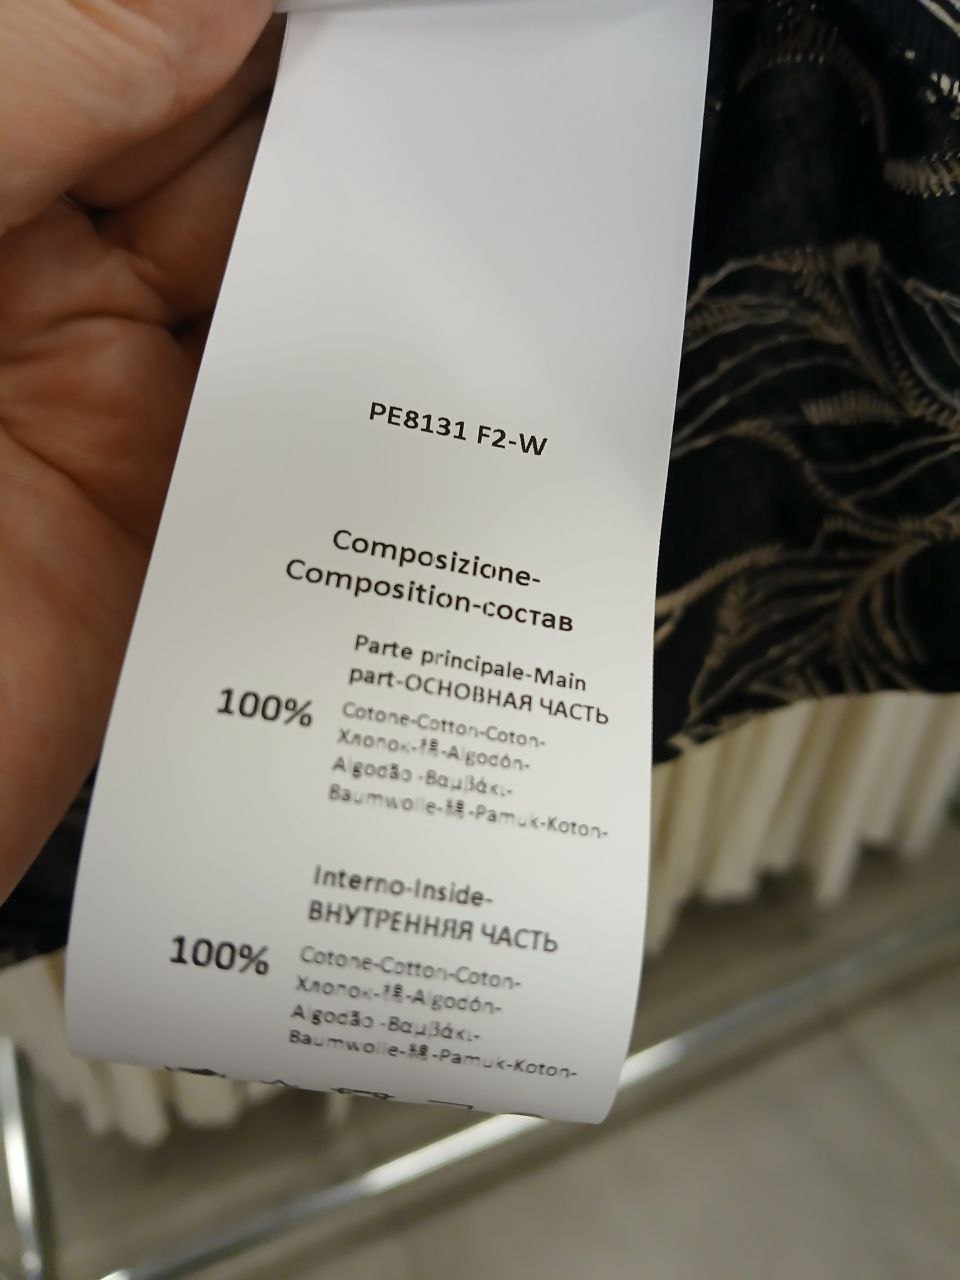 PE8131 F2-W
Composizione-
Composition-состав
Parte principale-Main
part-ОСНОВНАЯ ЧАСТЬ
100%
Cotone-Cotton-Coton-
Хлопок-棉-Algodón-
Algodão -Βαμβάκι-
Baumwolle-綿-Pamuk-Koton-
Interno-Inside-
ВНУТРЕННЯЯ ЧАСТЬ
100%
Cotone-Cotton-Coton-
Хлопок-棉-Algodón-
Algodão -Βαμβάκι-
Baumwolle-綿-Pamuk-Koton-